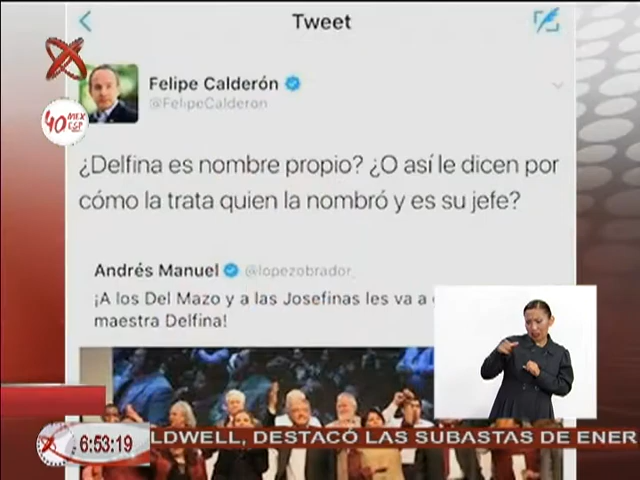 Tweet
Felipe Calderón
@FelipeCalderon
40 MEX
ESP
¿Delfina es nombre propio? ¿O así le dicen por
cómo la trata quien la nombró y es su jefe?
Andrés Manuel @lopezobrador_
¡A los Del Mazo y a las Josefinas les va a
maestra Delfina!
6:53:19
LDWELL, DESTACÓ LAS SUBASTAS DE ENER